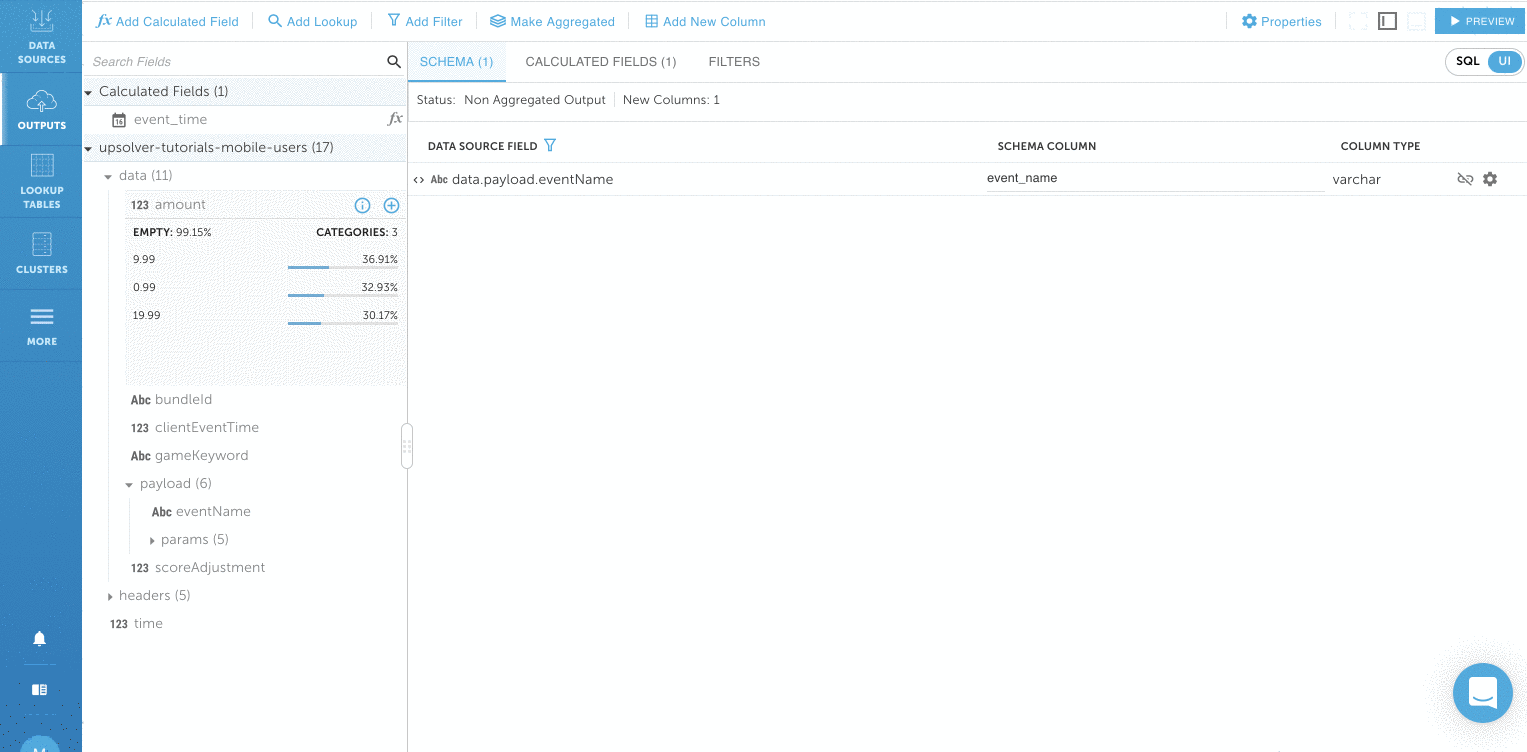 fx Add Calculated Field
Add Lookup
Add Filter
Make Aggregated
Add New Column
Properties
PREVIEW
DATA
SOURCES
OUTPUTS
LOOKUP
TABLES
CLUSTERS
MORE
Search Fields
Calculated Fields (1)
16 event_time fx
upsolver-tutorials-mobile-users (17)
data (11)
123 amount
EMPTY: 99.15% CATEGORIES: 3
9.99 36.91%
0.99 32.93%
19.99 30.17%
Abc bundleId
123 clientEventTime
Abc gameKeyword
payload (6)
Abc eventName
params (5)
123 scoreAdjustment
headers (5)
123 time
SCHEMA (1) CALCULATED FIELDS (1) FILTERS
SQL UI
Status: Non Aggregated Output New Columns: 1
DATA SOURCE FIELD SCHEMA COLUMN COLUMN TYPE
<> Abc data.payload.eventName event_name varchar